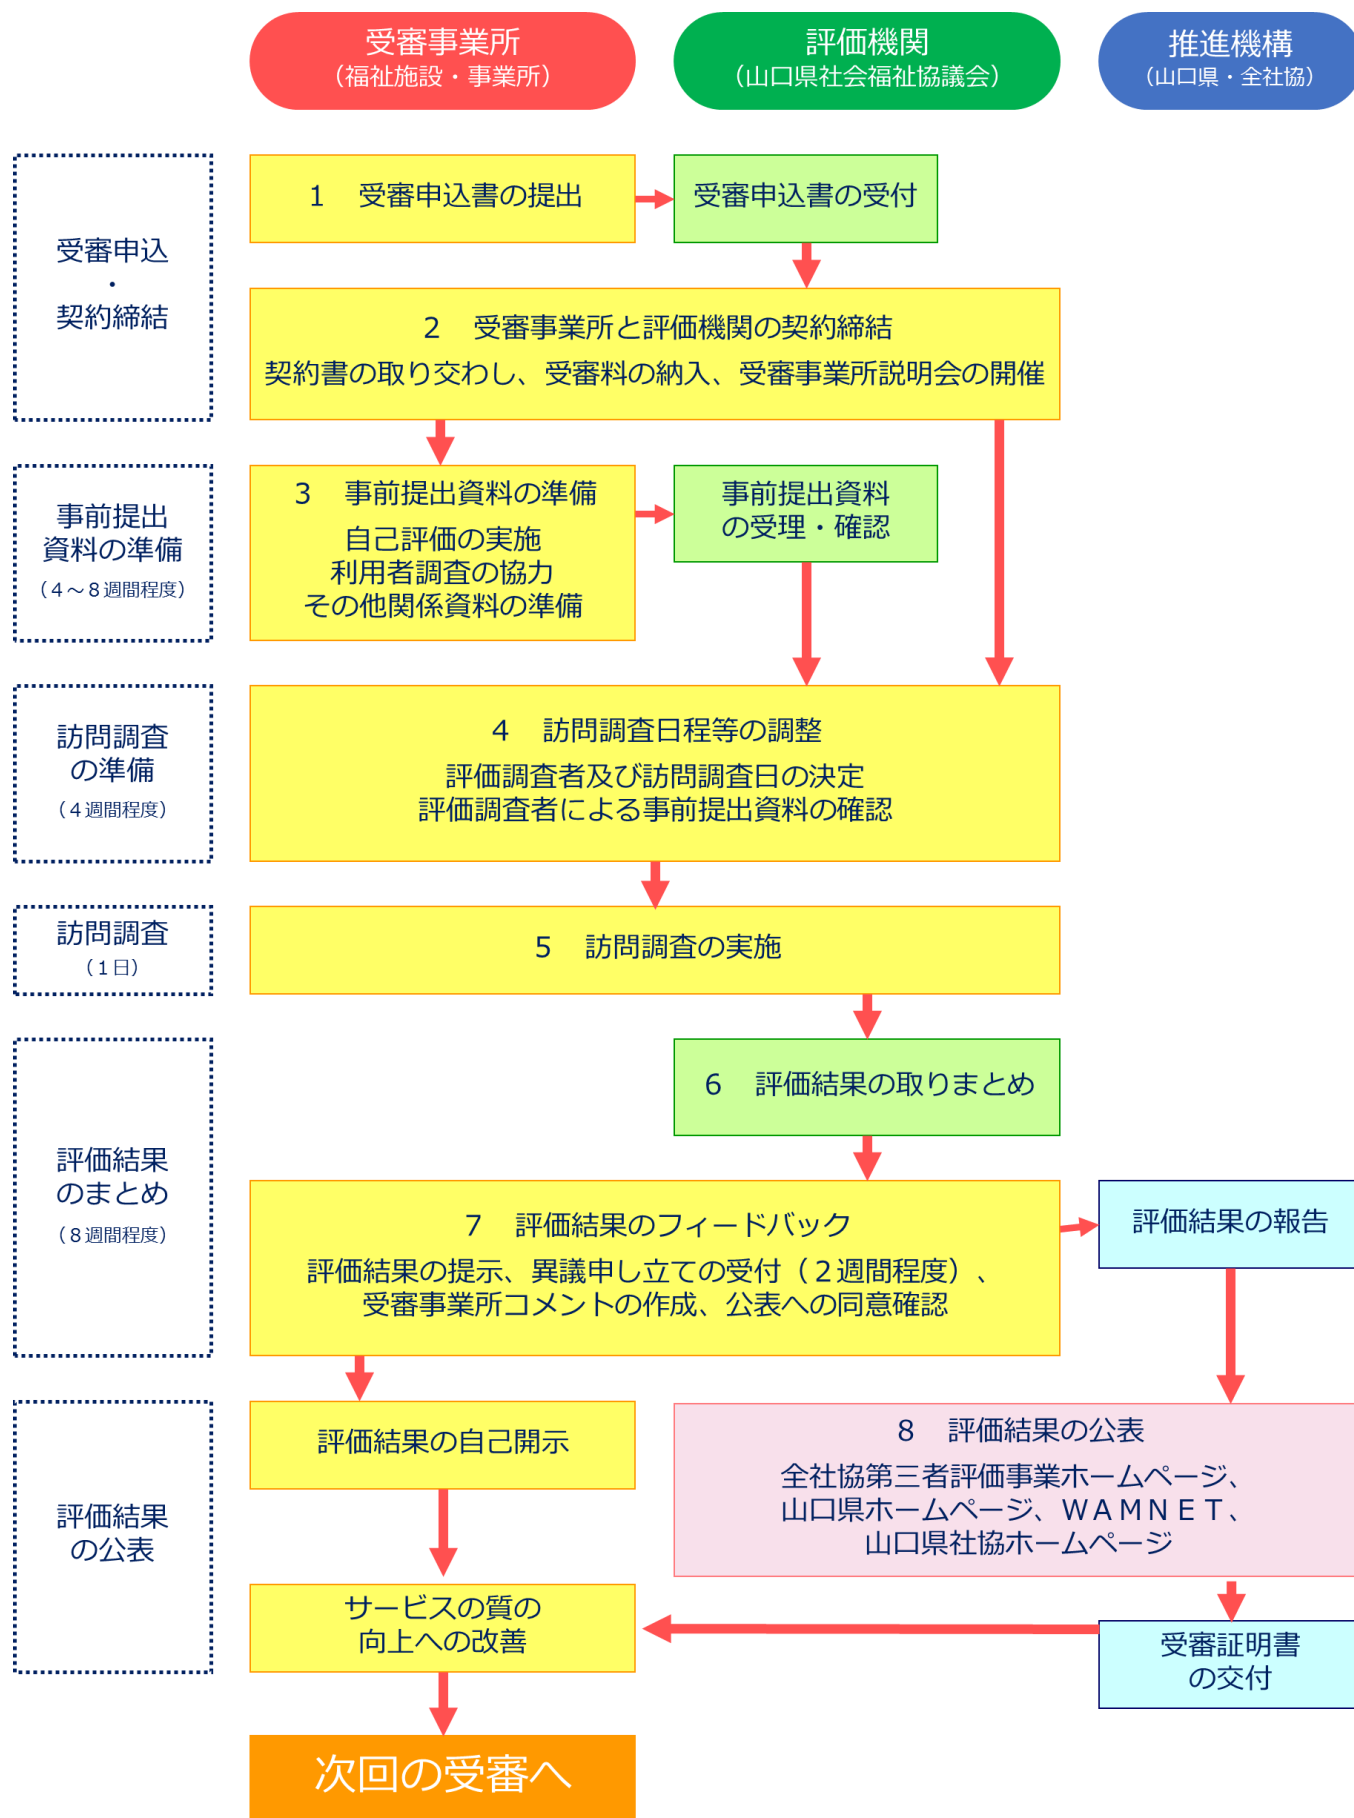 受審事業所
（福祉施設・事業所）
評価機関
（山口県社会福祉協議会）
推進機構
（山口県・全社協）
受審申込
・
契約締結
1　受審申込書の提出
受審申込書の受付
2　受審事業所と評価機関の契約締結
契約書の取り交わし、受審料の納入、受審事業所説明会の開催
事前提出
資料の準備
（４～８週間程度）
3　事前提出資料の準備
自己評価の実施
利用者調査の協力
その他関係資料の準備
事前提出資料
の受理・確認
訪問調査
の準備
（４週間程度）
4　訪問調査日程等の調整
評価調査者及び訪問調査日の決定
評価調査者による事前提出資料の確認
訪問調査
（１日）
5　訪問調査の実施
評価結果
のまとめ
（８週間程度）
6　評価結果の取りまとめ
7　評価結果のフィードバック
評価結果の提示、異議申し立ての受付（２週間程度）、
受審事業所コメントの作成、公表への同意確認
評価結果の報告
評価結果
の公表
評価結果の自己開示
8　評価結果の公表
全社協第三者評価事業ホームページ、
山口県ホームページ、ＷＡＭＮＥＴ、
山口県社協ホームページ
サービスの質の
向上への改善
受審証明書
の交付
次回の受審へ